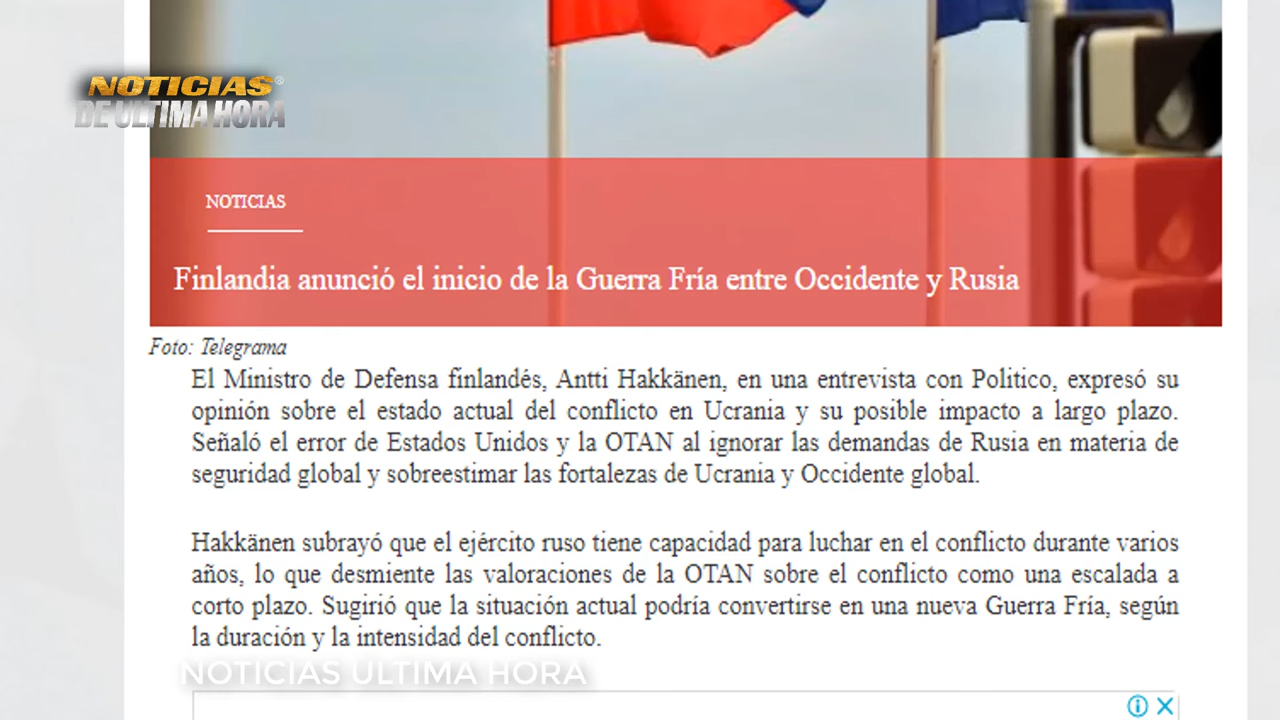 NOTICIAS®
DE ULTIMA HORA
NOTICIAS
Finlandia anunció el inicio de la Guerra Fría entre Occidente y Rusia
Foto: Telegrama
El Ministro de Defensa finlandés, Antti Hakkänen, en una entrevista con Politico, expresó su
opinión sobre el estado actual del conflicto en Ucrania y su posible impacto a largo plazo.
Señaló el error de Estados Unidos y la OTAN al ignorar las demandas de Rusia en materia de
seguridad global y sobreestimar las fortalezas de Ucrania y Occidente global.
Hakkänen subrayó que el ejército ruso tiene capacidad para luchar en el conflicto durante varios
años, lo que desmiente las valoraciones de la OTAN sobre el conflicto como una escalada a
corto plazo. Sugirió que la situación actual podría convertirse en una nueva Guerra Fría, según
la duración y la intensidad del conflicto.
NOTICIAS ULTIMA HORA